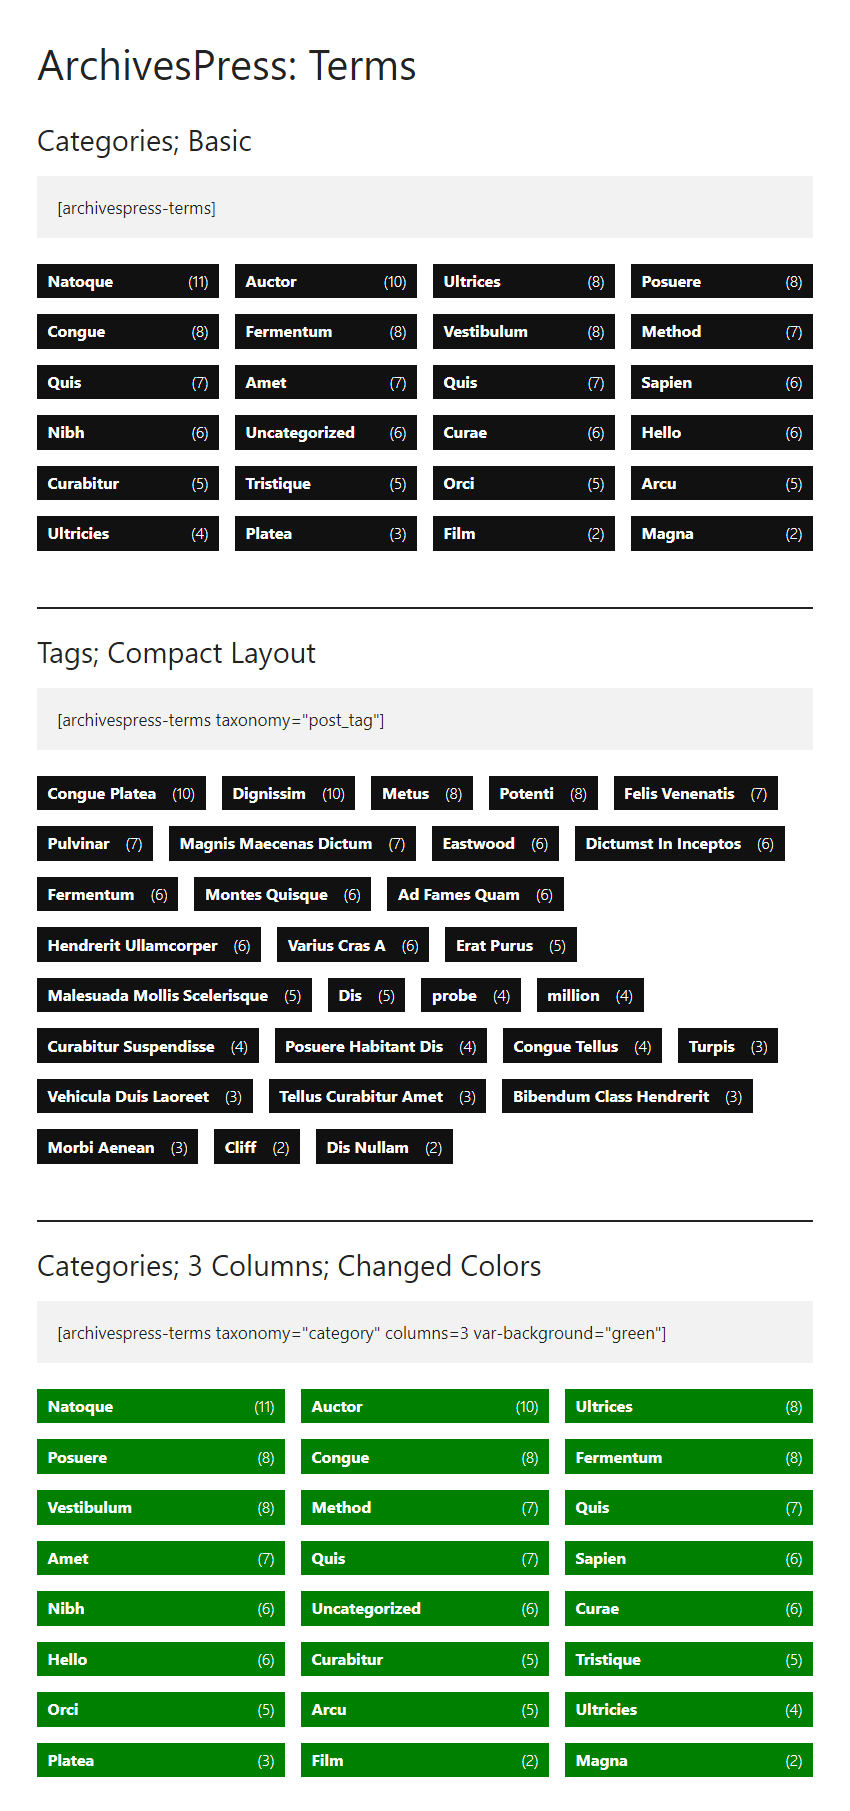 ArchivesPress: Terms
Categories; Basic
[archivespress-terms]
Natoque (11) Auctor (10) Ultrices (8) Posuere (8)
Congue (8) Fermentum (8) Vestibulum (8) Method (7)
Quis (7) Amet (7) Quis (7) Sapien (6)
Nibh (6) Uncategorized (6) Curae (6) Hello (6)
Curabitur (5) Tristique (5) Orci (5) Arcu (5)
Ultricies (4) Platea (3) Film (2) Magna (2)
Tags; Compact Layout
[archivespress-terms taxonomy="post_tag"]
Congue Platea (10) Dignissim (10) Metus (8) Potenti (8) Felis Venenatis (7)
Pulvinar (7) Magnis Maecenas Dictum (7) Eastwood (6) Dictumst In Inceptos (6)
Fermentum (6) Montes Quisque (6) Ad Fames Quam (6)
Hendrerit Ullamcorper (6) Varius Cras A (6) Erat Purus (5)
Malesuada Mollis Scelerisque (5) Dis (5) probe (4) million (4)
Curabitur Suspendisse (4) Posuere Habitant Dis (4) Congue Tellus (4) Turpis (3)
Vehicula Duis Laoreet (3) Tellus Curabitur Amet (3) Bibendum Class Hendrerit (3)
Morbi Aenean (3) Cliff (2) Dis Nullam (2)
Categories; 3 Columns; Changed Colors
[archivespress-terms taxonomy="category" columns=3 var-background="green"]
Natoque (11) Auctor (10) Ultrices (8)
Posuere (8) Congue (8) Fermentum (8)
Vestibulum (8) Method (7) Quis (7)
Amet (7) Quis (7) Sapien (6)
Nibh (6) Uncategorized (6) Curae (6)
Hello (6) Curabitur (5) Tristique (5)
Orci (5) Arcu (5) Ultricies (4)
Platea (3) Film (2) Magna (2)